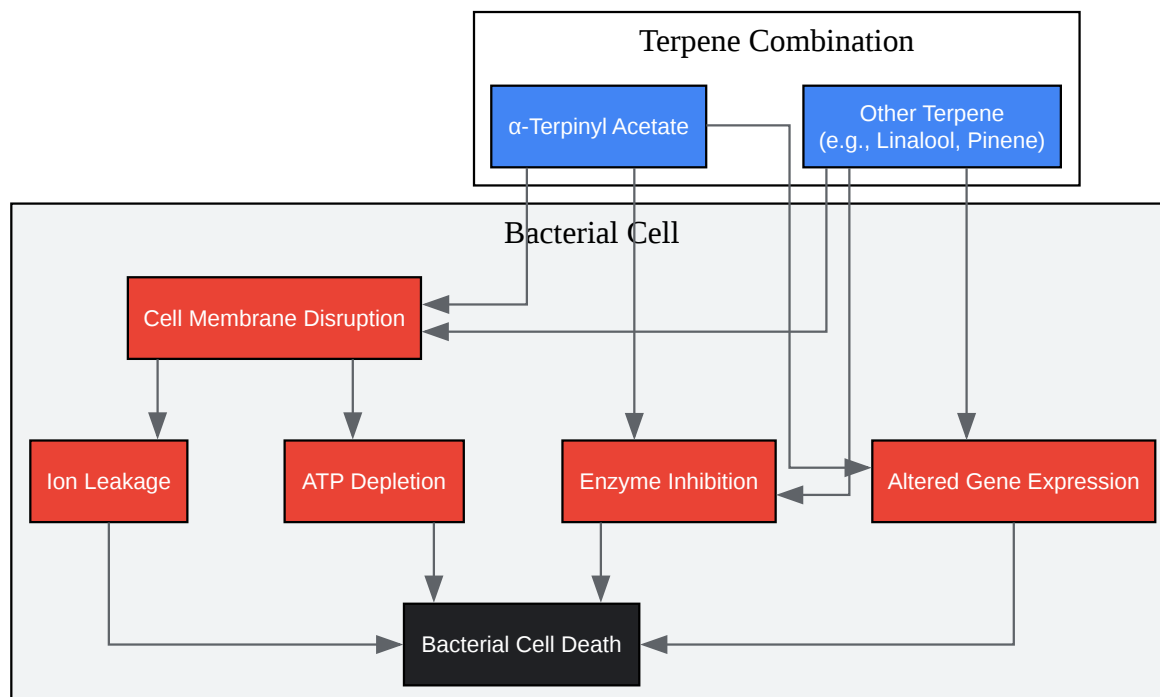 Terpene Combination
α-Terpinyl Acetate
Other Terpene
(e.g., Linalool, Pinene)
Bacterial Cell
Cell Membrane Disruption
Ion Leakage
ATP Depletion
Enzyme Inhibition
Altered Gene Expression
Bacterial Cell Death